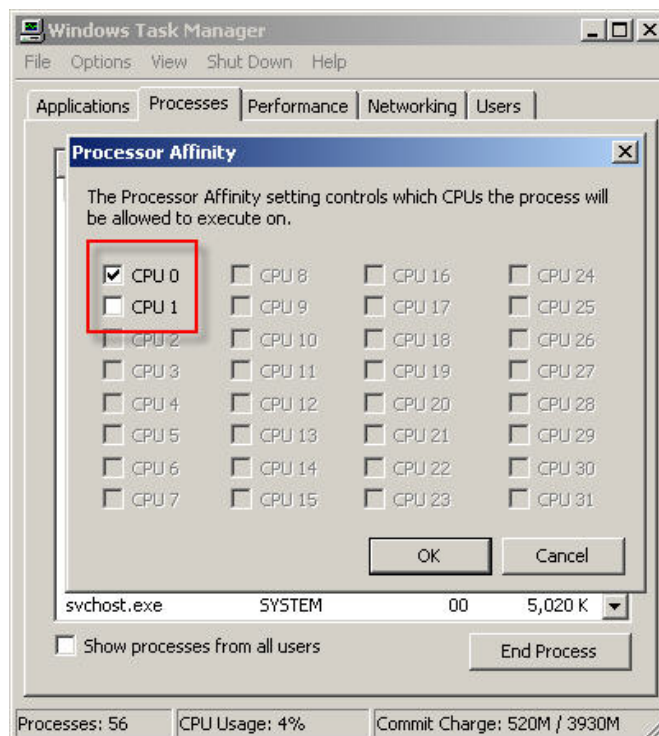 Windows Task Manager
File Options View Shut Down Help
Applications Processes Performance Networking Users
Processor Affinity
The Processor Affinity setting controls which CPUs the process will
be allowed to execute on.
CPU 0 CPU 8 CPU 16 CPU 24
CPU 1 CPU 9 CPU 17 CPU 25
CPU 2 CPU 10 CPU 18 CPU 26
CPU 3 CPU 11 CPU 19 CPU 27
CPU 4 CPU 12 CPU 20 CPU 28
CPU 5 CPU 13 CPU 21 CPU 29
CPU 6 CPU 14 CPU 22 CPU 30
CPU 7 CPU 15 CPU 23 CPU 31
OK Cancel
svchost.exe SYSTEM 00 5,020 K
Show processes from all users End Process
Processes: 56 CPU Usage: 4% Commit Charge: 520M / 3930M